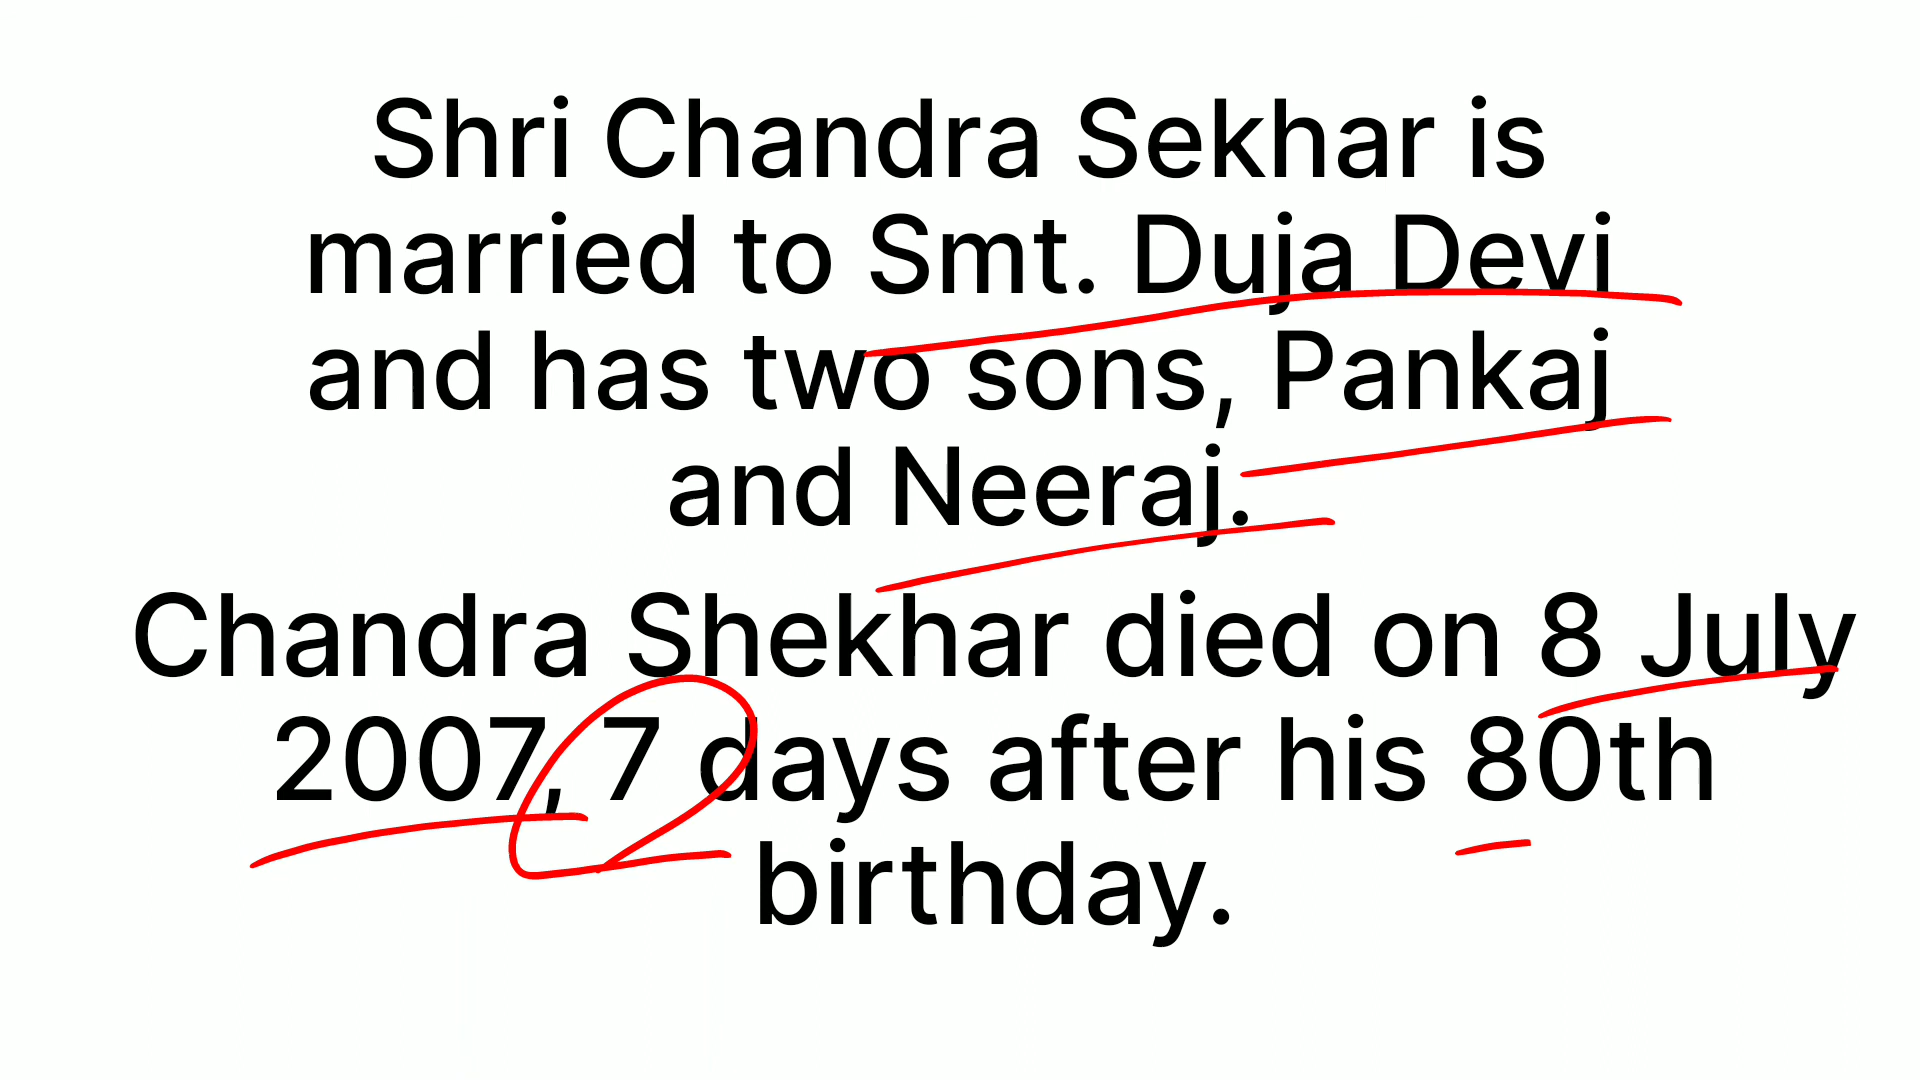 Shri Chandra Sekhar is
married to Smt. Duja Devi
and has two sons, Pankaj
and Neeraj.
Chandra Shekhar died on 8 July
2007, 7 days after his 80th
birthday.